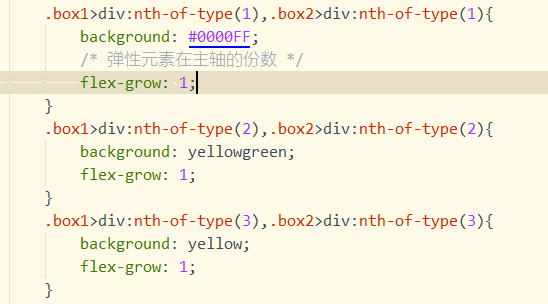 .box1>div:nth-of-type(1),.box2>div:nth-of-type(1){
background: #0000FF;
/* 弹性元素在主轴的份数 */
flex-grow: 1;
}
.box1>div:nth-of-type(2),.box2>div:nth-of-type(2){
background: yellowgreen;
flex-grow: 1;
}
.box1>div:nth-of-type(3),.box2>div:nth-of-type(3){
background: yellow;
flex-grow: 1;
}